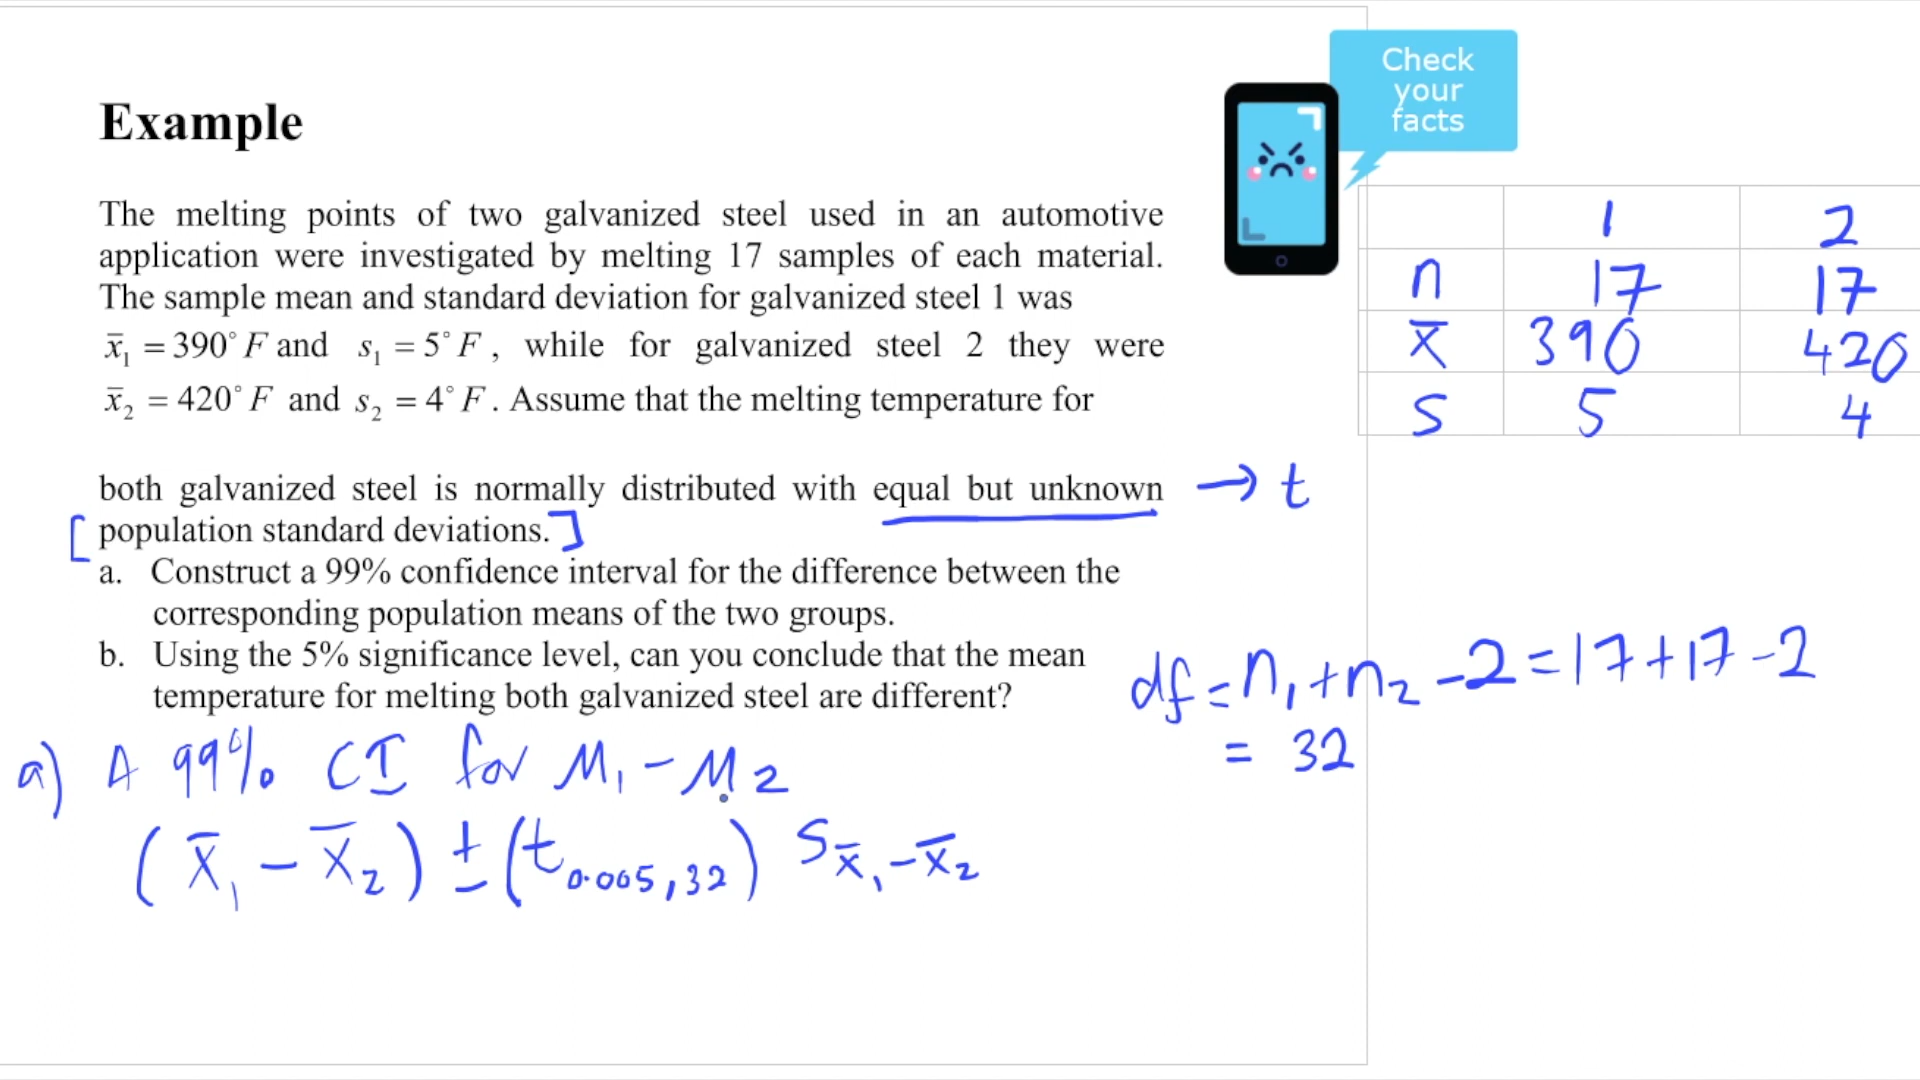 Check
your
facts
Example
The melting points of two galvanized steel used in an automotive
application were investigated by melting 17 samples of each material.
The sample mean and standard deviation for galvanized steel 1 was
x̄₁ = 390° F and s₁ = 5° F, while for galvanized steel 2 they were
x̄₂ = 420° F and s₂ = 4° F. Assume that the melting temperature for
both galvanized steel is normally distributed with equal but unknown → t
[population standard deviations.]
a. Construct a 99% confidence interval for the difference between the
corresponding population means of the two groups.
b. Using the 5% significance level, can you conclude that the mean
temperature for melting both galvanized steel are different?
1 2
n 17 17
x̄ 390 420
s 5 4
df = n₁ + n₂ - 2 = 17 + 17 - 2
= 32
a) A 99% CI for μ₁ - μ₂
(x̄₁ - x̄₂) ± (t₀.₀₀₅,₃₂) s x̄₁ - x̄₂